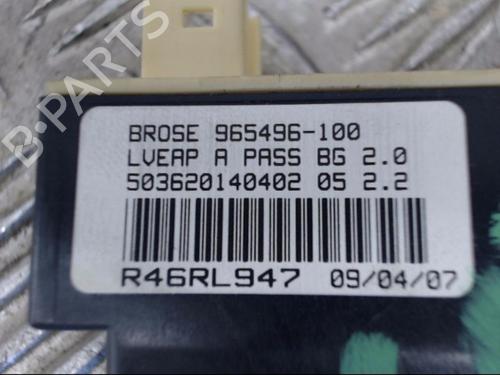 B-PARTS
BROSE 965496-100
LVEAP A PASS BG 2.0
503620140402 05 2.2
R46RL947 09/04/07